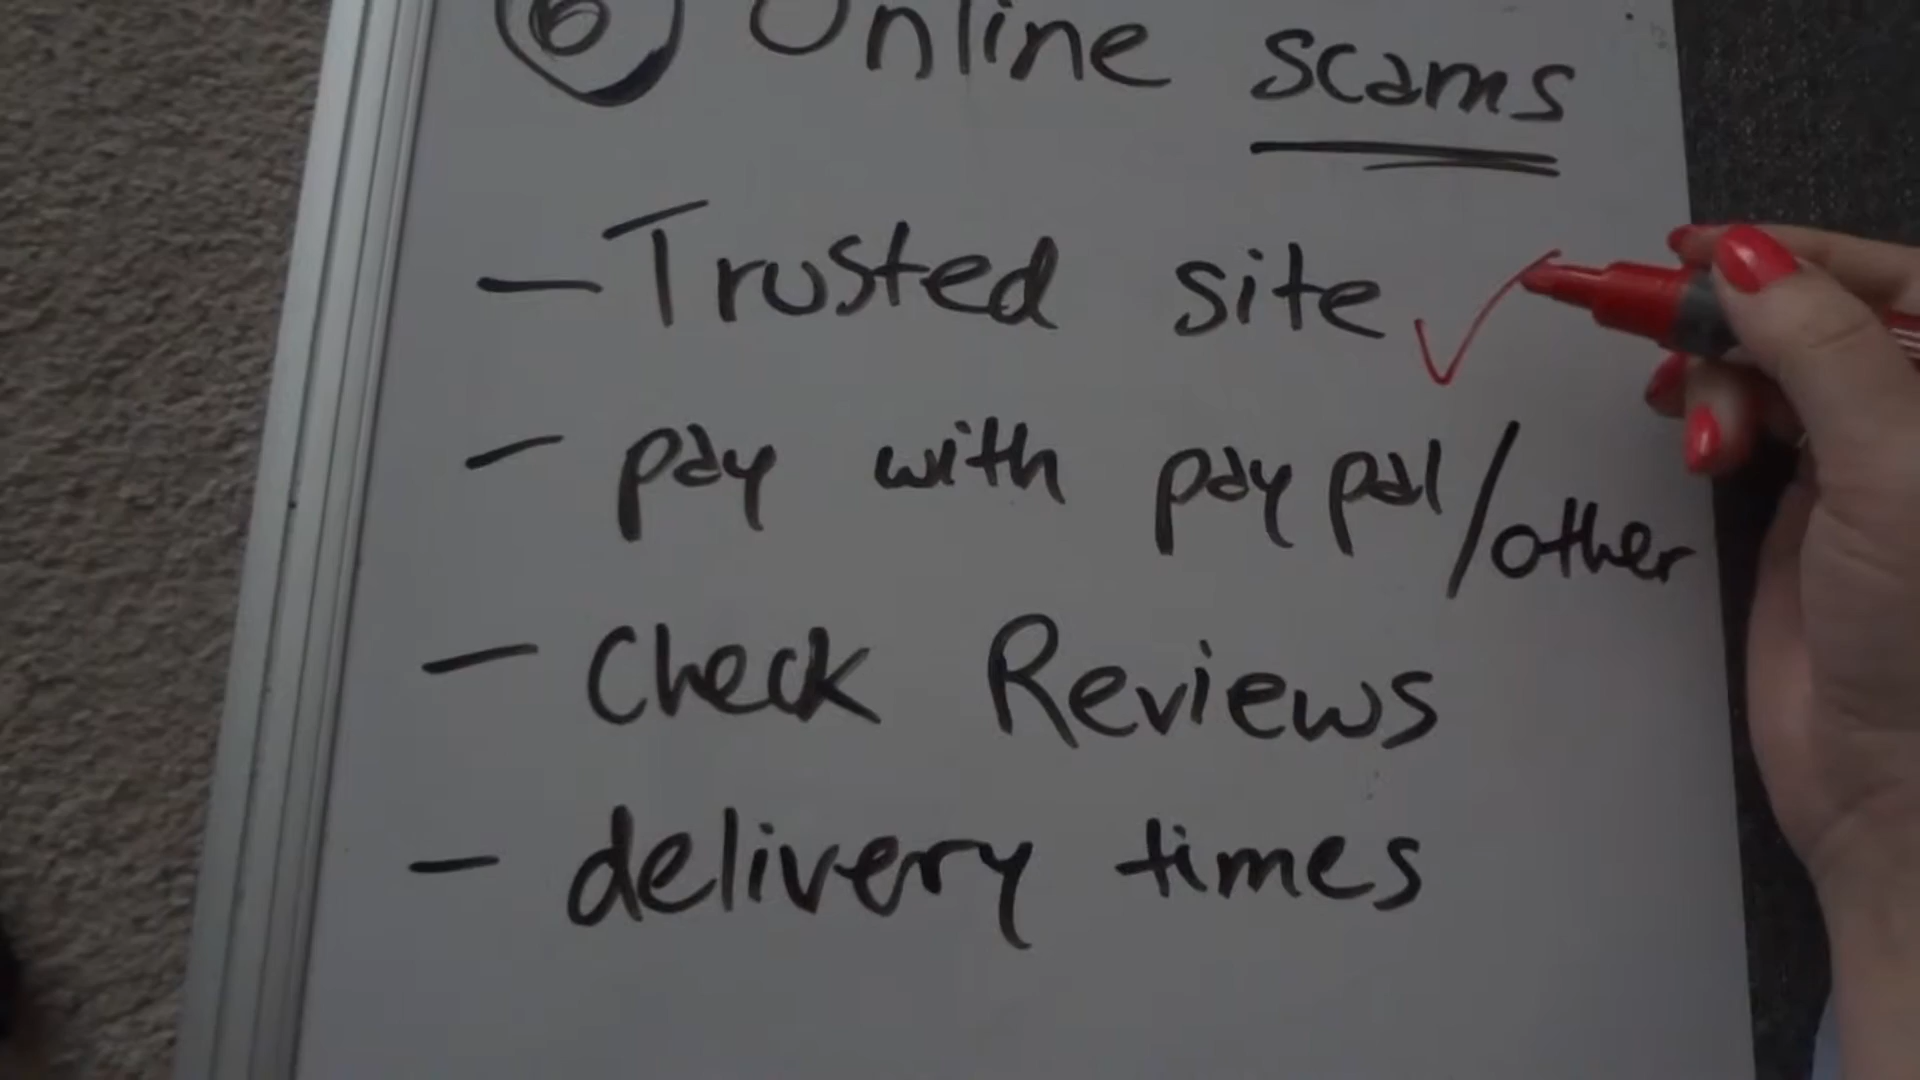 6 Online scams
- Trusted site ✓
- pay with paypal/other
- Check Reviews
- delivery times